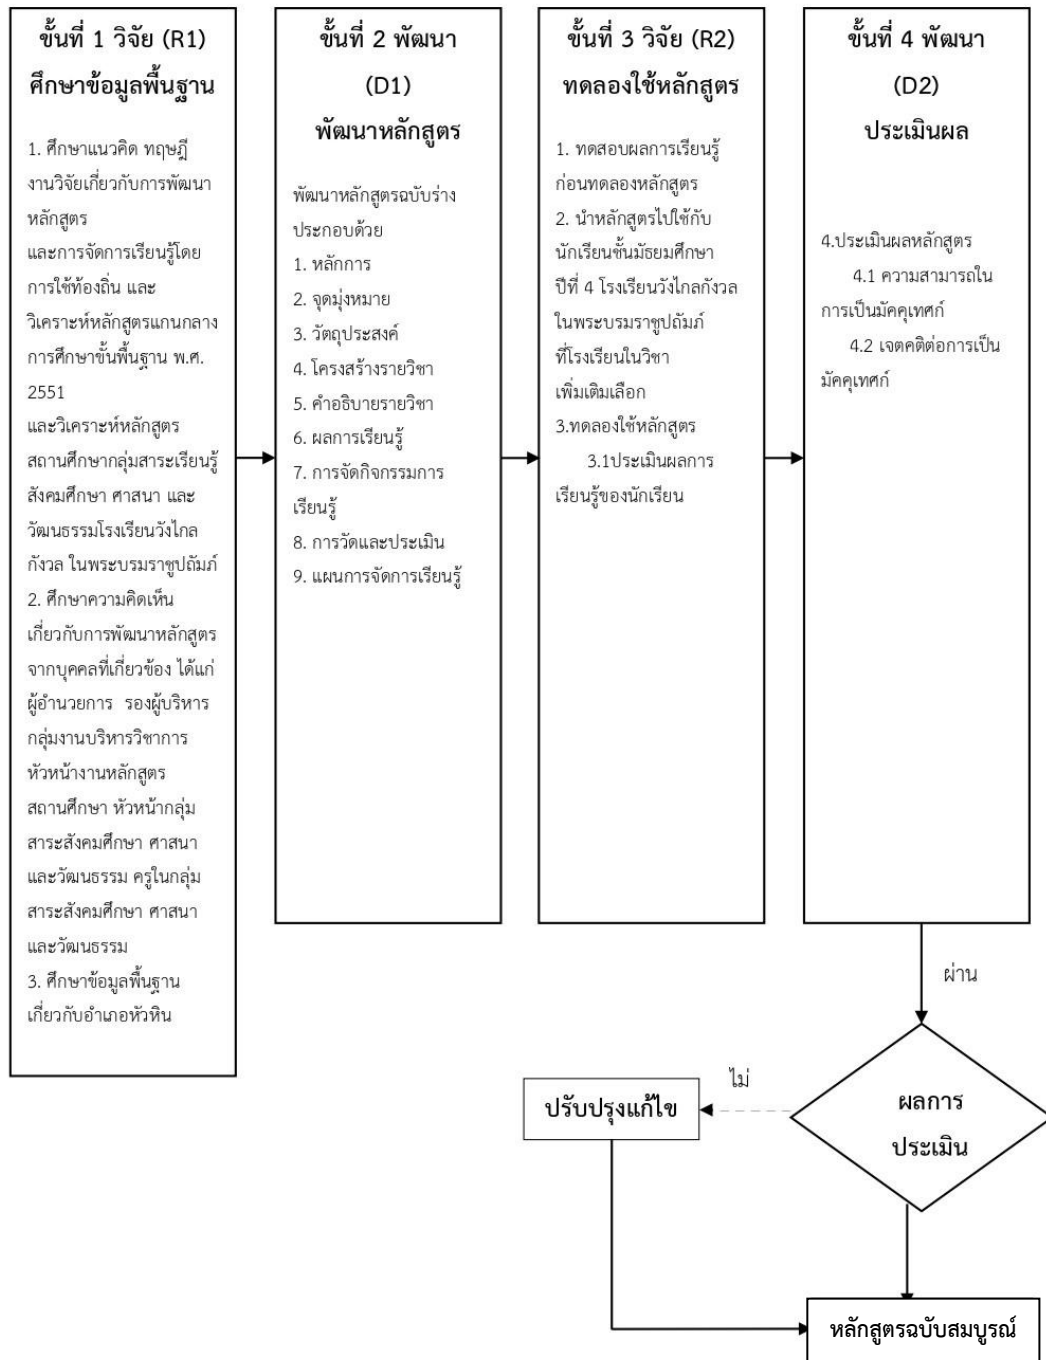 ขั้นที่ 1 วิจัย (R1)
ศึกษาข้อมูลพื้นฐาน
1. ศึกษาแนวคิด ทฤษฎี
งานวิจัยเกี่ยวกับการพัฒนา
หลักสูตร
และการจัดการเรียนรู้โดย
การใช้ท้องถิ่น และ
วิเคราะห์หลักสูตรแกนกลาง
การศึกษาขั้นพื้นฐาน พ.ศ.
2551
และวิเคราะห์หลักสูตร
สถานศึกษากลุ่มสาระเรียนรู้
สังคมศึกษา ศาสนา และ
วัฒนธรรมโรงเรียนวังไกล
กังวล ในพระบรมราชูปถัมภ์
2. ศึกษาความคิดเห็น
เกี่ยวกับการพัฒนาหลักสูตร
จากบุคคลที่เกี่ยวข้อง ได้แก่
ผู้อำนวยการ รองผู้บริหาร
กลุ่มงานบริหารวิชาการ
หัวหน้างานหลักสูตร
สถานศึกษา หัวหน้ากลุ่ม
สาระสังคมศึกษา ศาสนา
และวัฒนธรรม ครูในกลุ่ม
สาระสังคมศึกษา ศาสนา
และวัฒนธรรม
3. ศึกษาข้อมูลพื้นฐาน
เกี่ยวกับอำเภอหัวหิน
ขั้นที่ 2 พัฒนา
(D1)
พัฒนาหลักสูตร
พัฒนาหลักสูตรฉบับร่าง
ประกอบด้วย
1. หลักการ
2. จุดมุ่งหมาย
3. วัตถุประสงค์
4. โครงสร้างรายวิชา
5. คำอธิบายรายวิชา
6. ผลการเรียนรู้
7. การจัดกิจกรรมการ
เรียนรู้
8. การวัดและประเมิน
9. แผนการจัดการเรียนรู้
ขั้นที่ 3 วิจัย (R2)
ทดลองใช้หลักสูตร
1. ทดสอบผลการเรียนรู้
ก่อนทดลองหลักสูตร
2. นำหลักสูตรไปใช้กับ
นักเรียนชั้นมัธยมศึกษา
ปีที่ 4 โรงเรียนวังไกลกังวล
ในพระบรมราชูปถัมภ์
ที่โรงเรียนในวิชา
เพิ่มเติมเลือก
3.ทดลองใช้หลักสูตร
3.1ประเมินผลการ
เรียนรู้ของนักเรียน
ขั้นที่ 4 พัฒนา
(D2)
ประเมินผล
4.ประเมินผลหลักสูตร
4.1 ความสามารถใน
การเป็นมัคคุเทศก์
4.2 เจตคติต่อการเป็น
มัคคุเทศก์
ผ่าน
ผลการ
ประเมิน
ไม่
ปรับปรุงแก้ไข
หลักสูตรฉบับสมบูรณ์